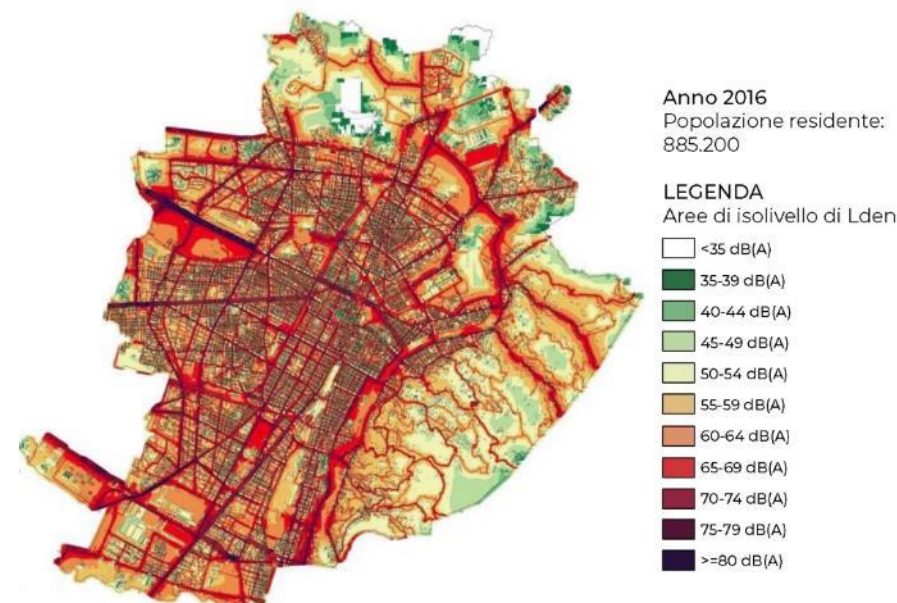 Anno 2016
Popolazione residente:
885.200
LEGENDA
Aree di isolivello di Lden
<35 dB(A)
35-39 dB(A)
40-44 dB(A)
45-49 dB(A)
50-54 dB(A)
55-59 dB(A)
60-64 dB(A)
65-69 dB(A)
70-74 dB(A)
75-79 dB(A)
>=80 dB(A)